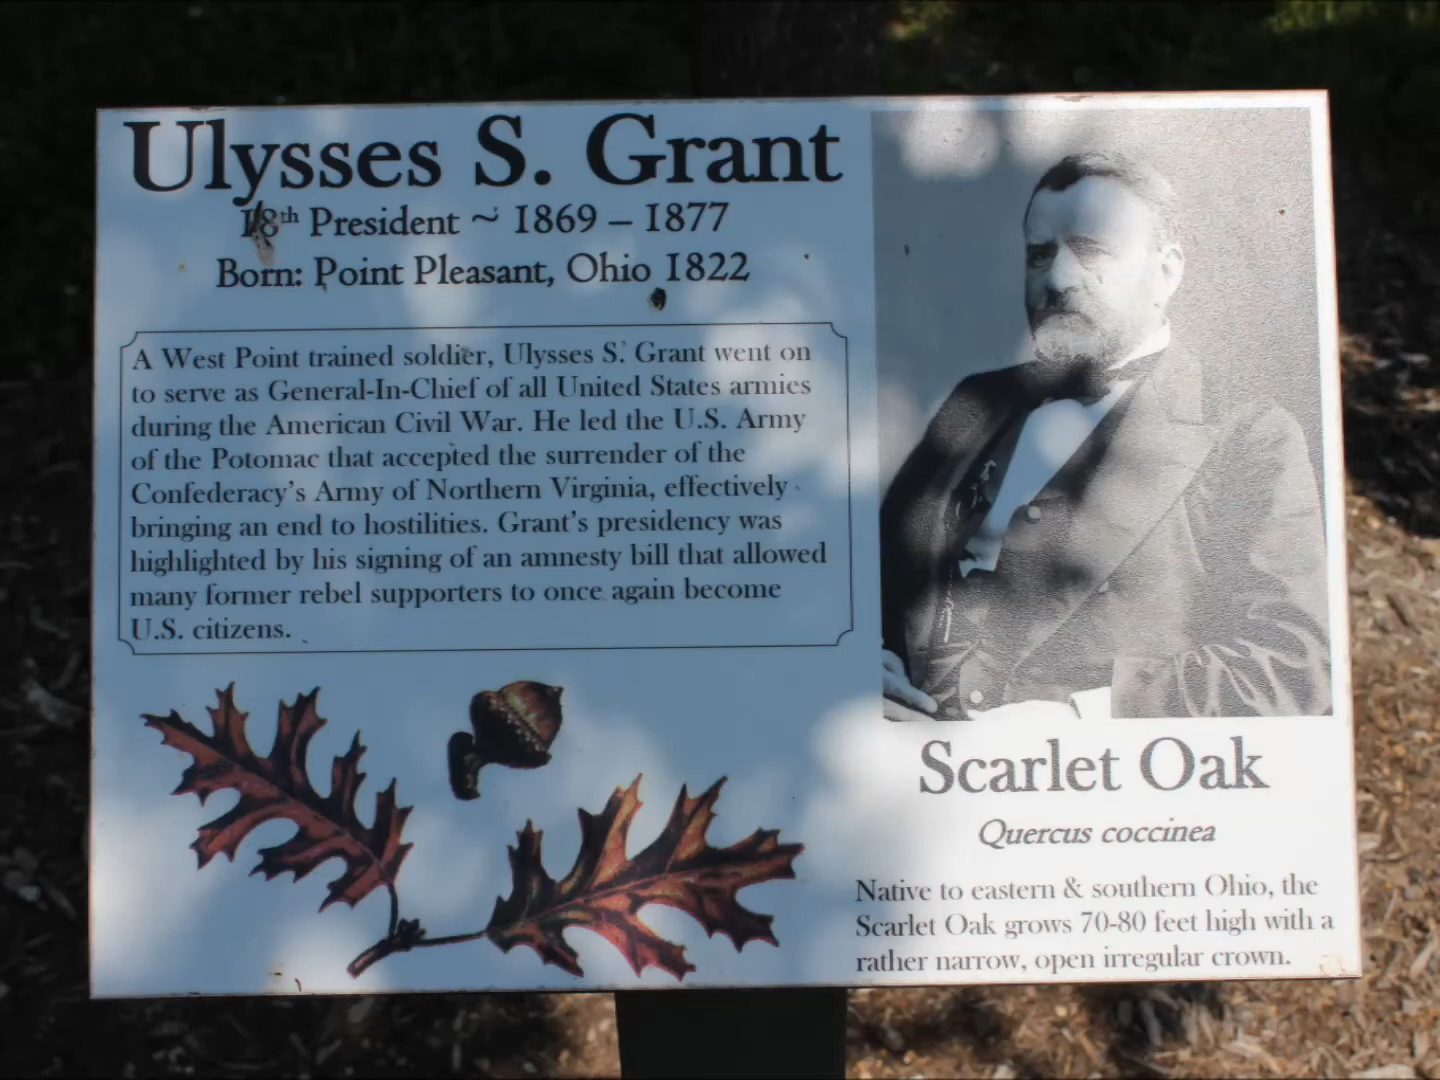 Ulysses S. Grant
18th President ~ 1869 – 1877
Born: Point Pleasant, Ohio 1822
A West Point trained soldier, Ulysses S. Grant went on
to serve as General-In-Chief of all United States armies
during the American Civil War. He led the U.S. Army
of the Potomac that accepted the surrender of the
Confederacy's Army of Northern Virginia, effectively
bringing an end to hostilities. Grant's presidency was
highlighted by his signing of an amnesty bill that allowed
many former rebel supporters to once again become
U.S. citizens.
Scarlet Oak
Quercus coccinea
Native to eastern & southern Ohio, the
Scarlet Oak grows 70-80 feet high with a
rather narrow, open irregular crown.